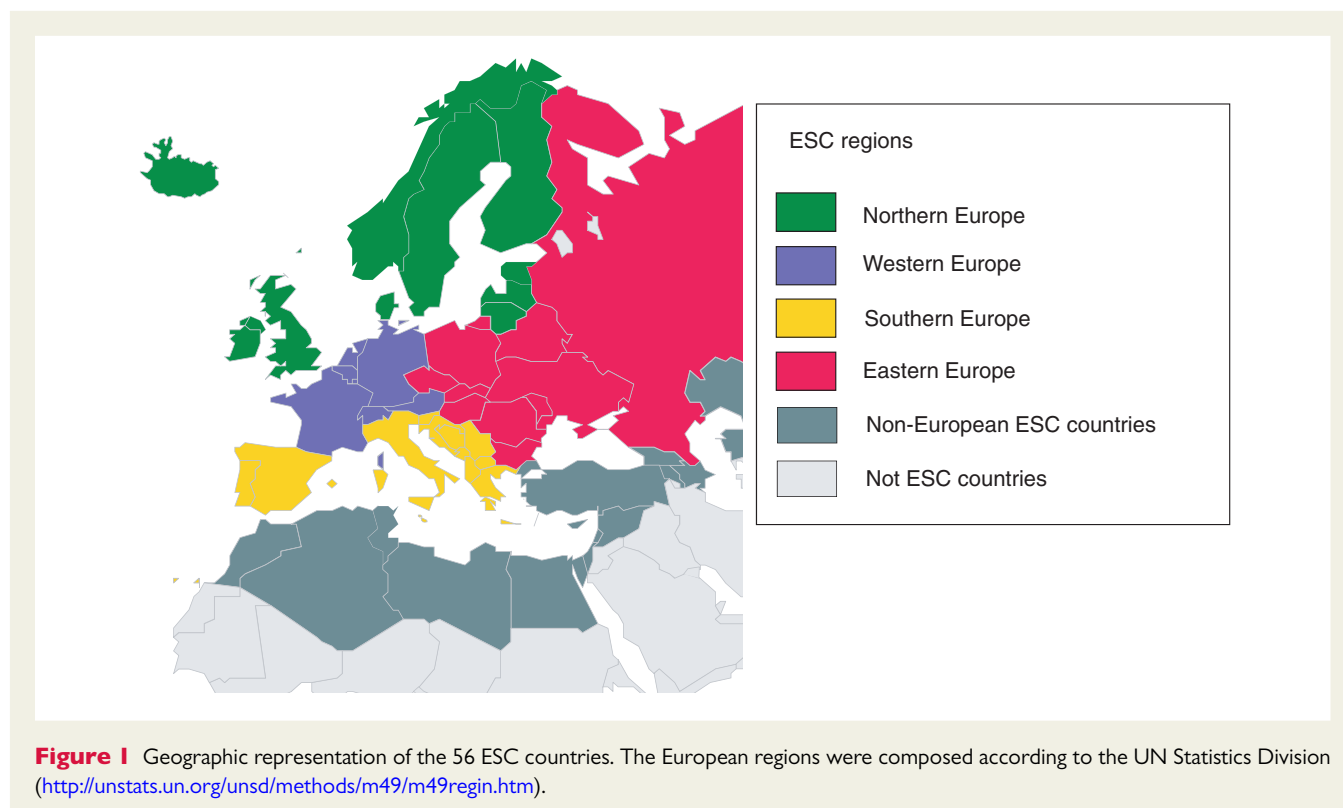 ESC regions
Northern Europe
Western Europe
Southern Europe
Eastern Europe
Non-European ESC countries
Not ESC countries
Figure 1 Geographic representation of the 56 ESC countries. The European regions were composed according to the UN Statistics Division
(http://unstats.un.org/unsd/methods/m49/m49regin.htm).